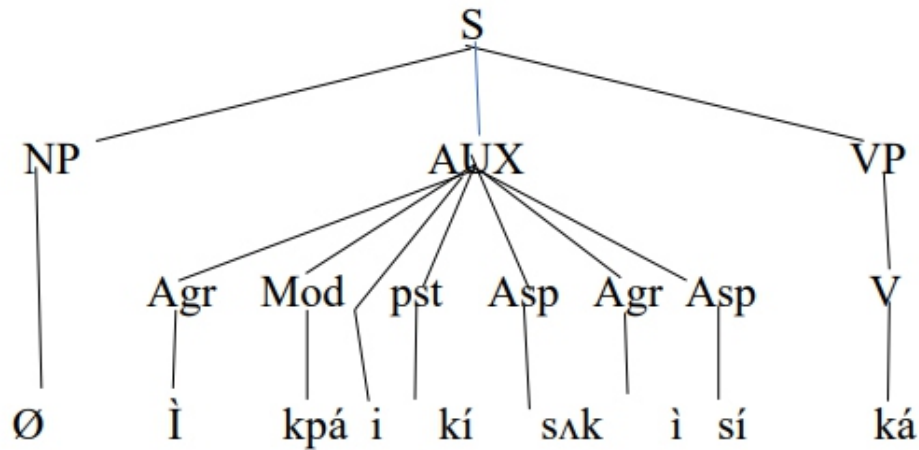 S
NP AUX VP
Agr Mod pst Asp Agr Asp V
Ø Ì kpá i kí sʌk ì sí ká